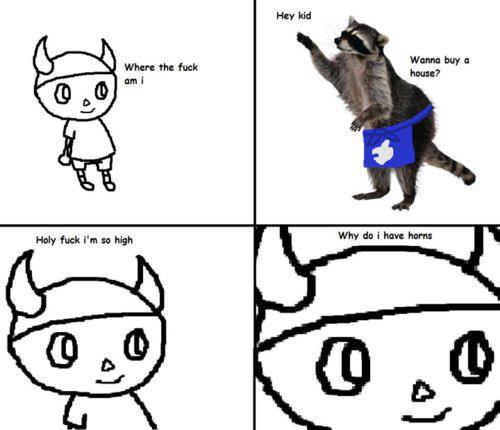 Where the fuck
am i
Hey kid
Wanna buy a
house?
Holy fuck i'm so high
Why do i have horns